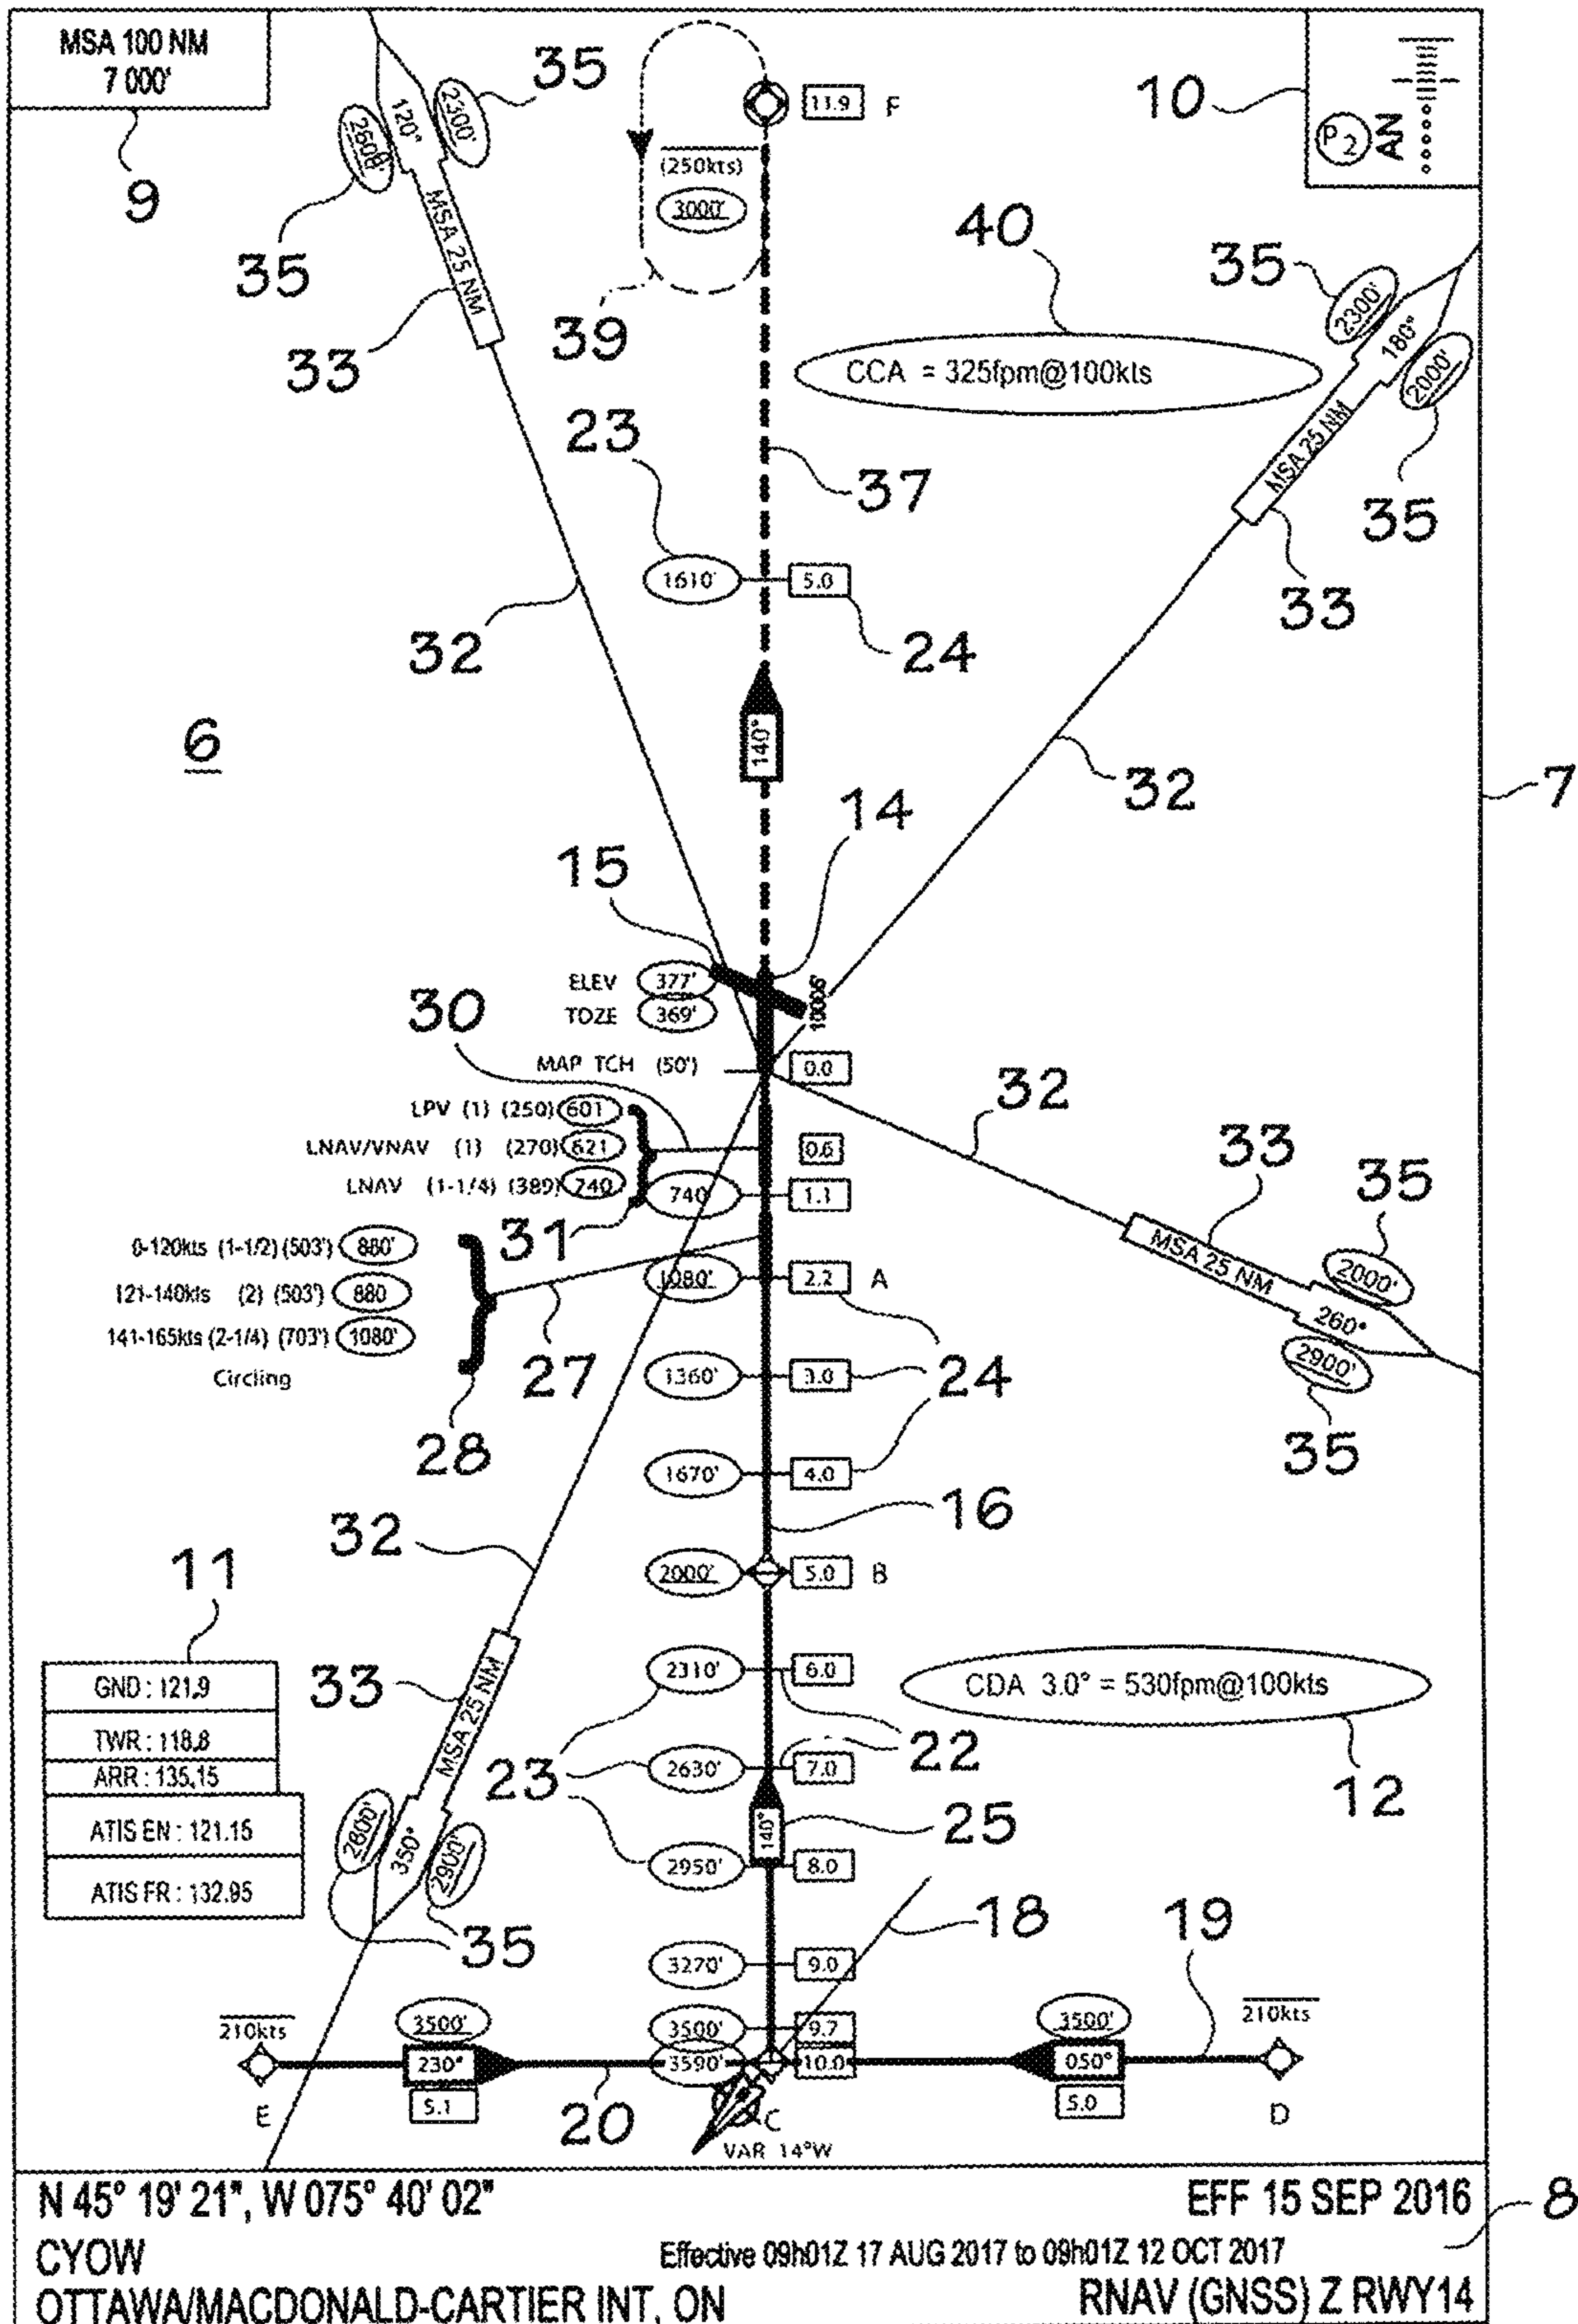 MSA 100 NM
7 000'
9
35
2300'
120°
2600'
MSA 25 NM
35
33
11.9 F
(250kts)
3000'
39
10
P2
AN
40
35
2300'
180°
2000'
MSA 25 NM
35
33
CCA = 325fpm@100kts
23
37
1610' 5.0
24
32
6
140°
32
7
14
15
ELEV 377'
TDZE 369'
30
MAP TCH (50') 0.0
LPV (1) (250) 601
LNAV/VNAV (1) (270) 621 0.6
LNAV (1-1/4) (389) 740 740' 1.1
31
32
33
35
MSA 25 NM
2000'
260°
2900'
35
0-120kts (1-1/2) (503') 880'
121-140kts (2) (503') 880
141-165kts (2-1/4) (703') 1080'
Circling
28
27
1080' 2.2 A
1360' 3.0
24
1670' 4.0
16
32
2000' 5.0 B
11
GND : 121.9
TWR : 118.8
ARR : 135.15
ATIS EN : 121.15
ATIS FR : 132.95
33
MSA 25 NM
2800'
350°
2900'
35
2310' 6.0
CDA 3.0° = 530fpm@100kts
22
23
2630' 7.0
12
140°
25
2950' 8.0
18
19
3270' 9.0
210kts
3500'
3500' 9.7
3500'
210kts
230°
3590' 10.0
050°
5.1
5.0
E
20
C
D
VAR 14°W
N 45° 19' 21", W 075° 40' 02" EFF 15 SEP 2016
8
CYOW Effective 09h01Z 17 AUG 2017 to 09h01Z 12 OCT 2017
OTTAWA/MACDONALD-CARTIER INT, ON RNAV (GNSS) Z RWY14